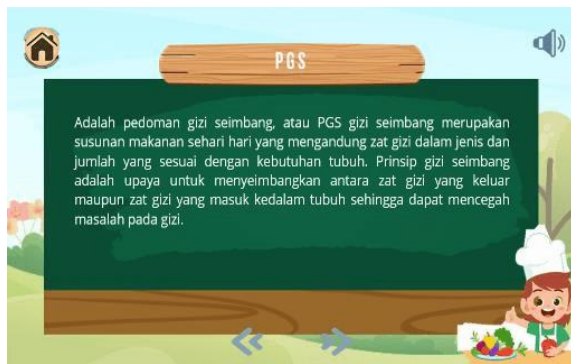 PGS
Adalah pedoman gizi seimbang, atau PGS gizi seimbang merupakan
susunan makanan sehari hari yang mengandung zat gizi dalam jenis dan
jumlah yang sesuai dengan kebutuhan tubuh. Prinsip gizi seimbang
adalah upaya untuk menyeimbangkan antara zat gizi yang keluar
maupun zat gizi yang masuk kedalam tubuh sehingga dapat mencegah
masalah pada gizi.